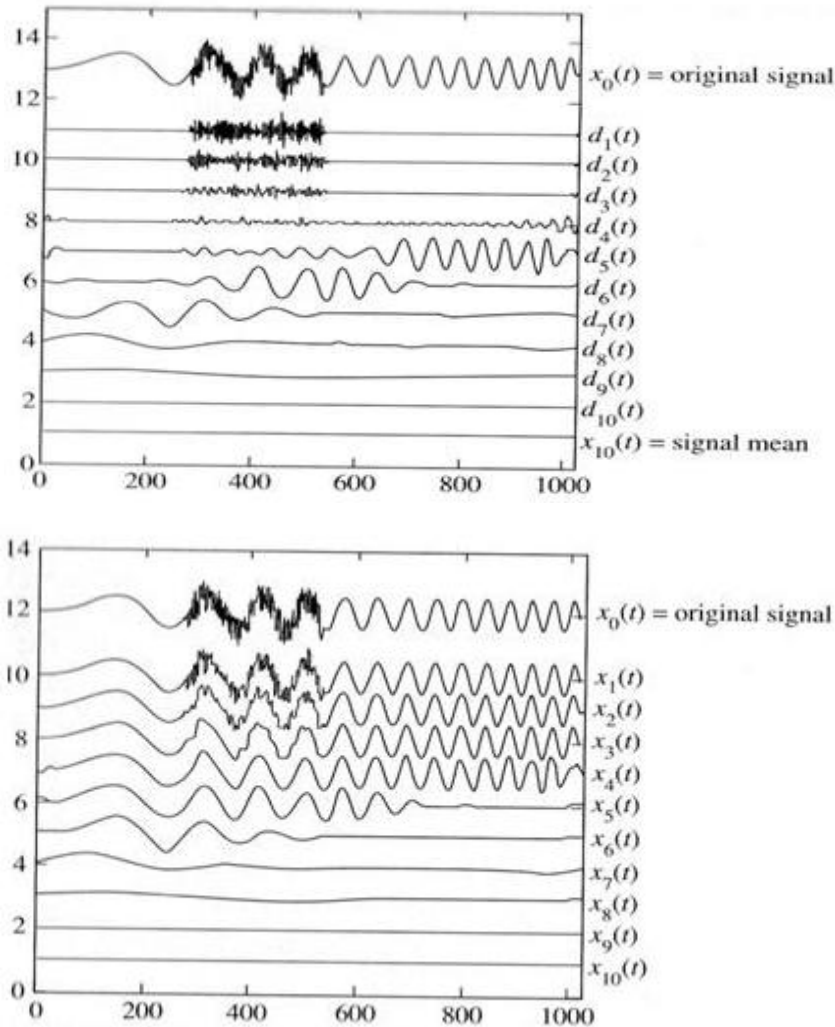 14
x₀(t) = original signal
12
d₁(t)
10
d₂(t)
d₃(t)
8
d₄(t)
d₅(t)
6
d₆(t)
d₇(t)
4
d₈(t)
d₉(t)
2
d₁₀(t)
x₁₀(t) = signal mean
0
0 200 400 600 800 1000
14
12
x₀(t) = original signal
10
x₁(t)
x₂(t)
8
x₃(t)
x₄(t)
6
x₅(t)
x₆(t)
4
x₇(t)
x₈(t)
2
x₉(t)
x₁₀(t)
0
0 200 400 600 800 1000